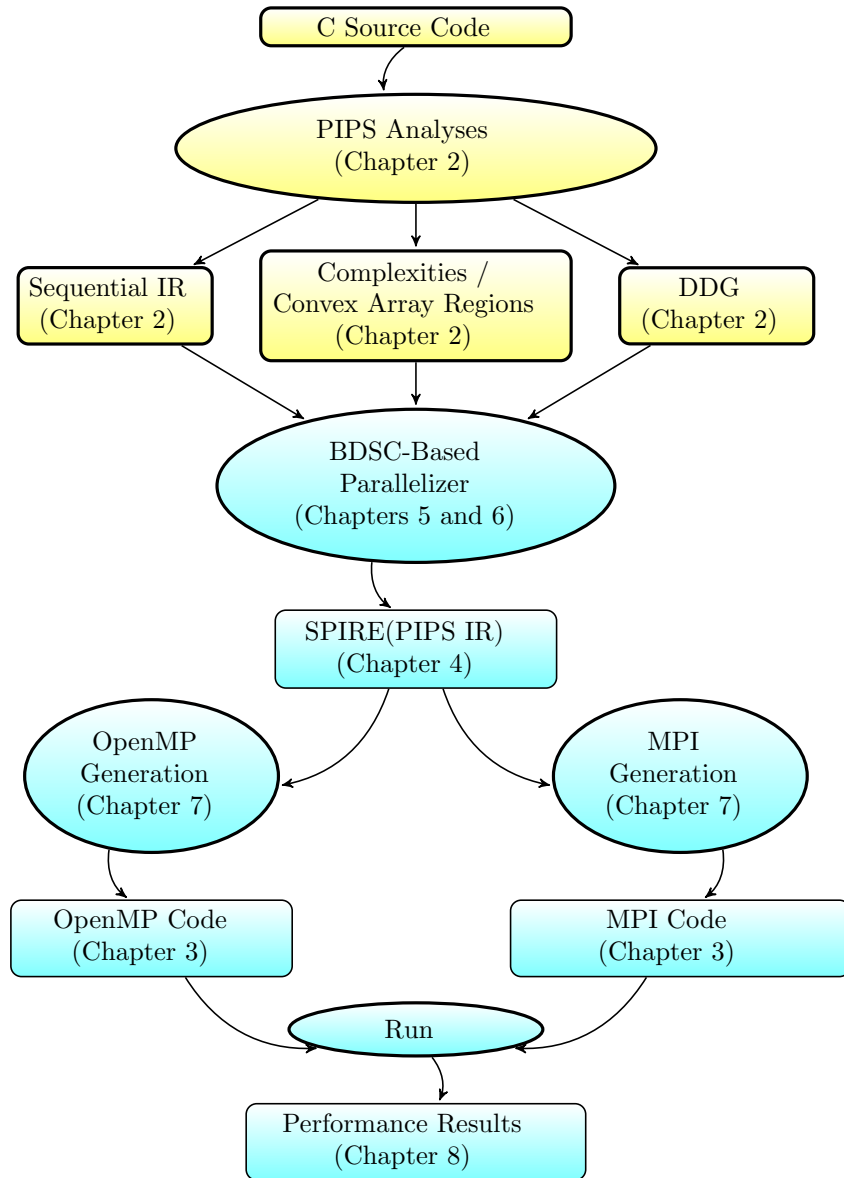 C Source Code
PIPS Analyses
(Chapter 2)
Sequential IR
(Chapter 2)
Complexities /
Convex Array Regions
(Chapter 2)
DDG
(Chapter 2)
BDSC-Based
Parallelizer
(Chapters 5 and 6)
SPIRE(PIPS IR)
(Chapter 4)
OpenMP
Generation
(Chapter 7)
MPI
Generation
(Chapter 7)
OpenMP Code
(Chapter 3)
MPI Code
(Chapter 3)
Run
Performance Results
(Chapter 8)